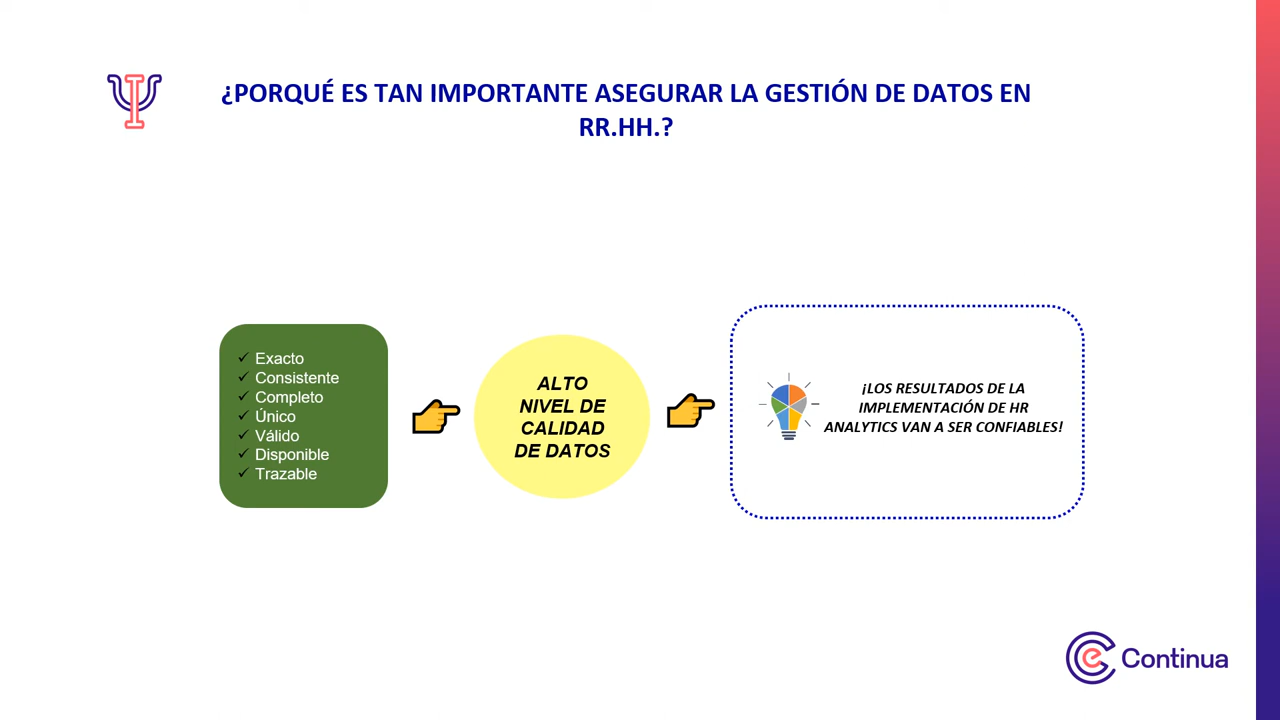 ¿PORQUÉ ES TAN IMPORTANTE ASEGURAR LA GESTIÓN DE DATOS EN
RR.HH.?
Exacto
Consistente
Completo
Único
Válido
Disponible
Trazable
ALTO
NIVEL DE
CALIDAD
DE DATOS
¡LOS RESULTADOS DE LA
IMPLEMENTACIÓN DE HR
ANALYTICS VAN A SER CONFIABLES!
Continua